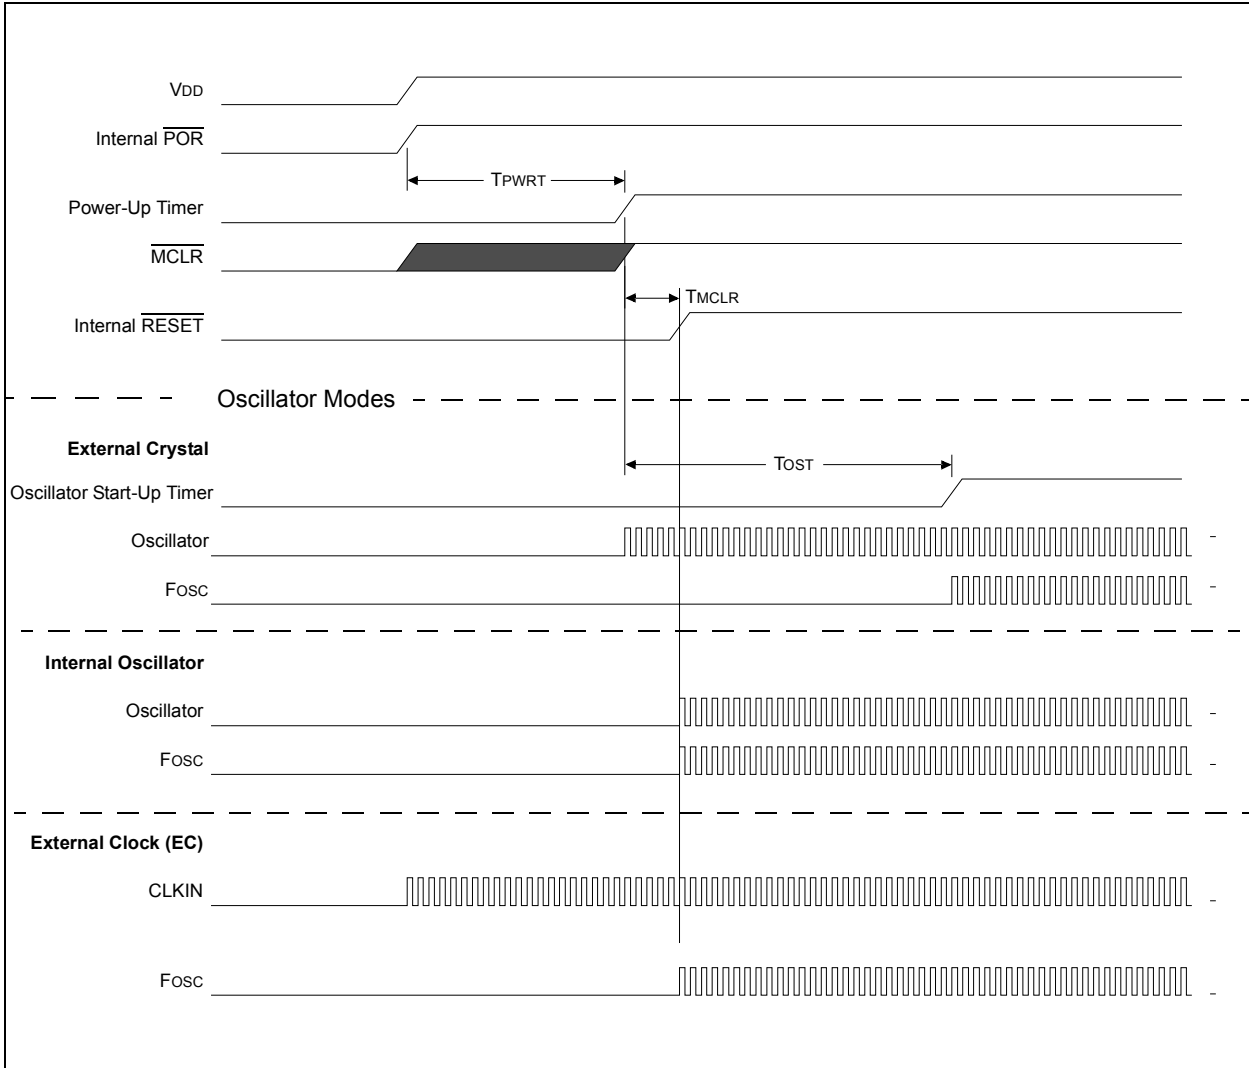 VDD
Internal POR
TPWRT
Power-Up Timer
MCLR
TMCLR
Internal RESET
Oscillator Modes
External Crystal
TOST
Oscillator Start-Up Timer
Oscillator
FOSC
Internal Oscillator
Oscillator
FOSC
External Clock (EC)
CLKIN
FOSC